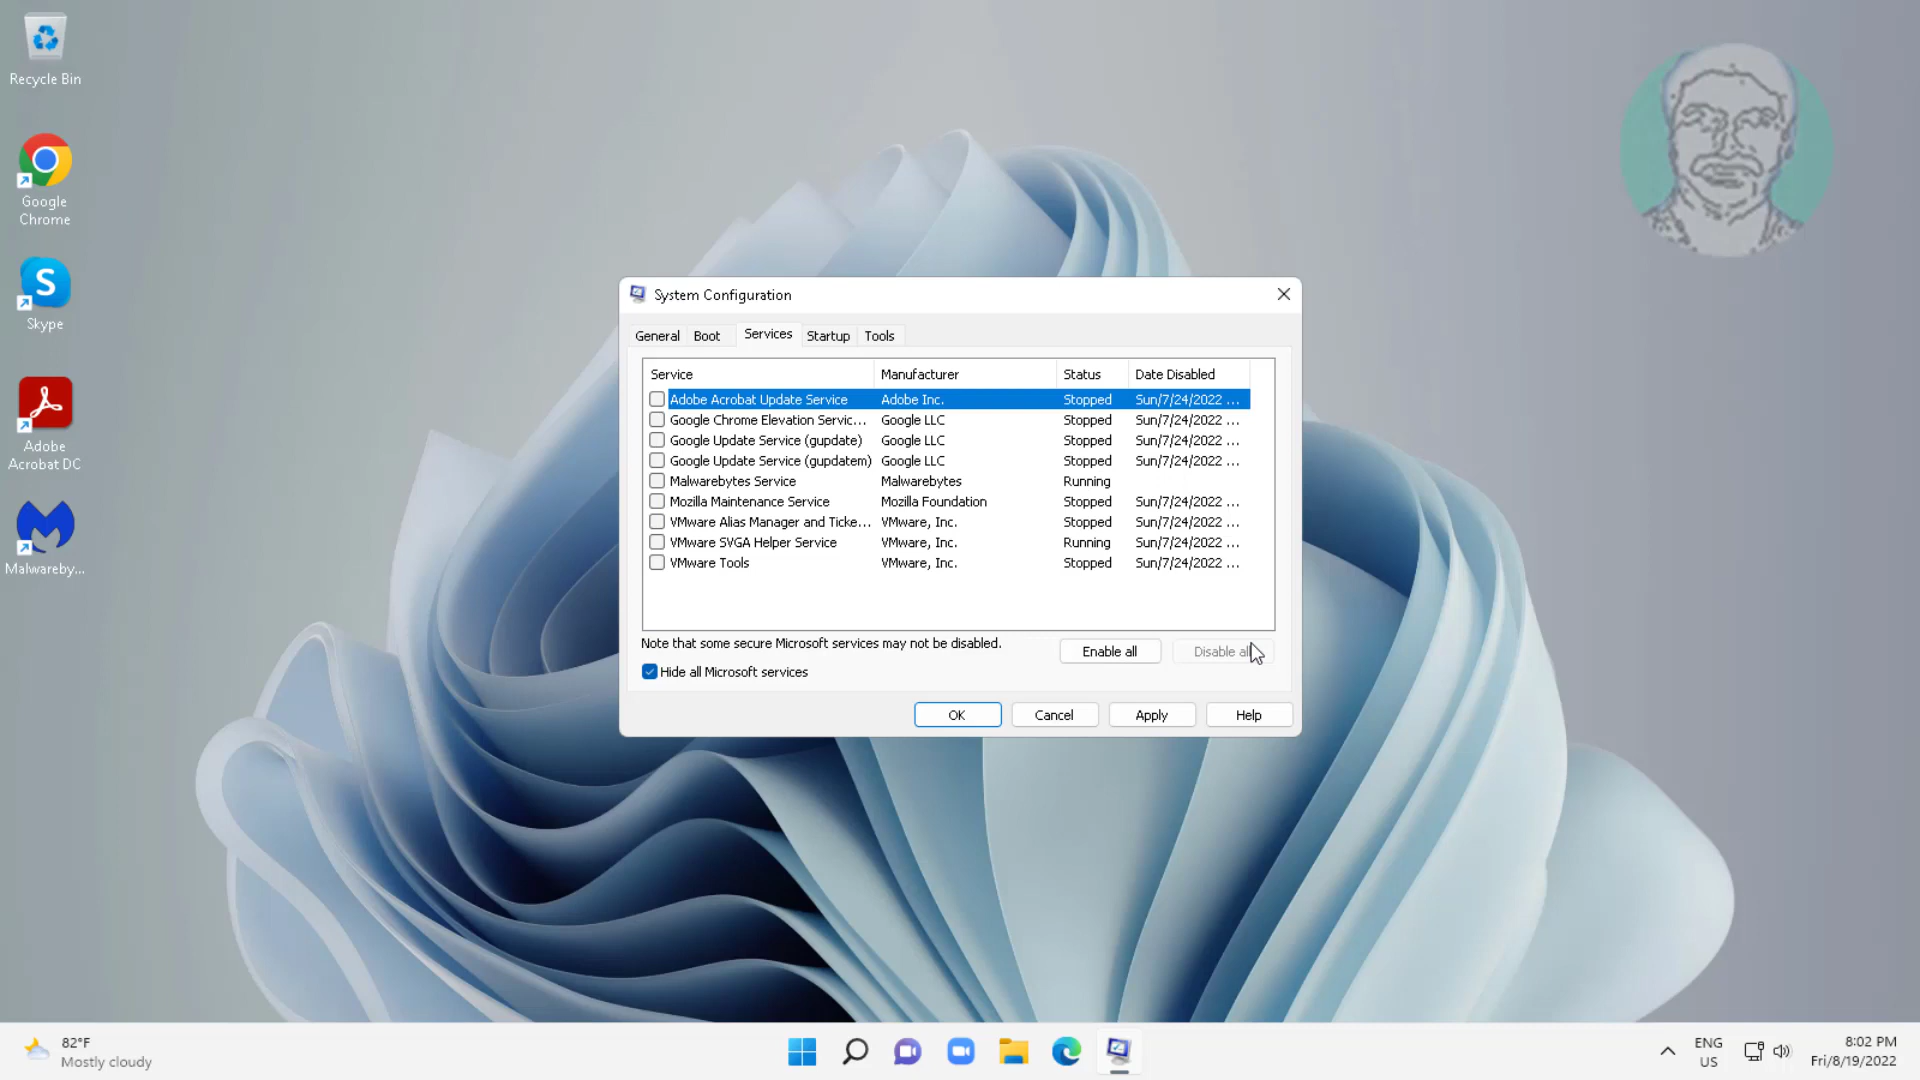 Recycle Bin
Google
Chrome
S
Skype
Adobe
Acrobat DC
Malwareby...
System Configuration
General Boot Services Startup Tools
Service Manufacturer Status Date Disabled
Adobe Acrobat Update Service Adobe Inc. Stopped Sun/7/24/2022 ...
Google Chrome Elevation Servic... Google LLC Stopped Sun/7/24/2022 ...
Google Update Service (gupdate) Google LLC Stopped Sun/7/24/2022 ...
Google Update Service (gupdatem) Google LLC Stopped Sun/7/24/2022 ...
Malwarebytes Service Malwarebytes Running
Mozilla Maintenance Service Mozilla Foundation Stopped Sun/7/24/2022 ...
VMware Alias Manager and Ticke... VMware, Inc. Stopped Sun/7/24/2022 ...
VMware SVGA Helper Service VMware, Inc. Running Sun/7/24/2022 ...
VMware Tools VMware, Inc. Stopped Sun/7/24/2022 ...
Note that some secure Microsoft services may not be disabled.
Enable all Disable all
Hide all Microsoft services
OK Cancel Apply Help
82°F
Mostly cloudy
ENG
US
8:02 PM
Fri/8/19/2022